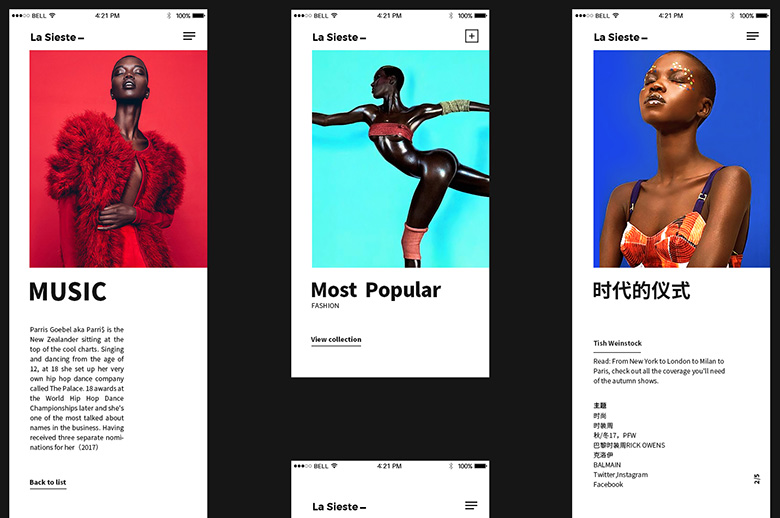 BELL 4:21 PM 100%
La Sieste
MUSIC
Parris Goebel aka Parri$ is the
New Zealander sitting at the
top of the cool charts. Singing
and dancing from the age of
12, at 18 she set up her very
own hip hop dance company
called The Palace. 18 awards at
the World Hip Hop Dance
Championships later and she's
one of the most talked about
names in the business. Having
received three separate nomi-
nations for her（2017）
Back to list
BELL 4:21 PM 100%
La Sieste
Most Popular
FASHION
View collection
BELL 4:21 PM 100%
La Sieste
BELL 4:21 PM 100%
La Sieste
时代的仪式
Tish Weinstock
Read: From New York to London to Milan to
Paris, check out all the coverage you'll need
of the autumn shows.
主题
时尚
时装周
秋/冬17，PFW
巴黎时装周RICK OWENS
克洛伊
BALMAIN
Twitter,Instagram
Facebook
2/5